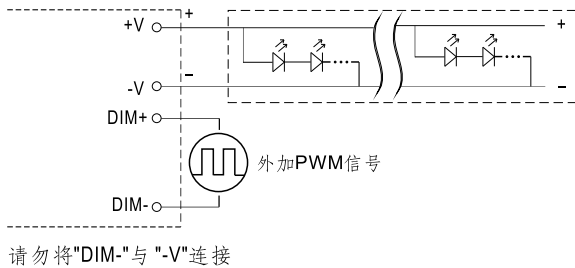 +V
+
+
-V
−
−
DIM+
外加PWM信号
DIM-
请勿将"DIM-"与 "-V"连接